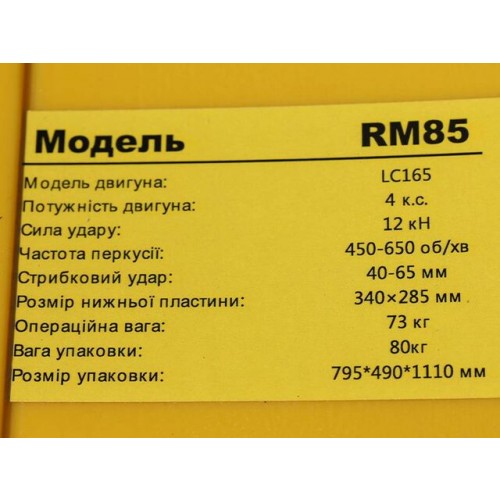 Модель RM85
Модель двигуна: LC165
Потужність двигуна: 4 к.с.
Сила удару: 12 кН
Частота перкусії: 450-650 об/хв
Стрибковий удар: 40-65 мм
Розмір нижньої пластини: 340×285 мм
Операційна вага: 73 кг
Вага упаковки: 80кг
Розмір упаковки: 795*490*1110 мм